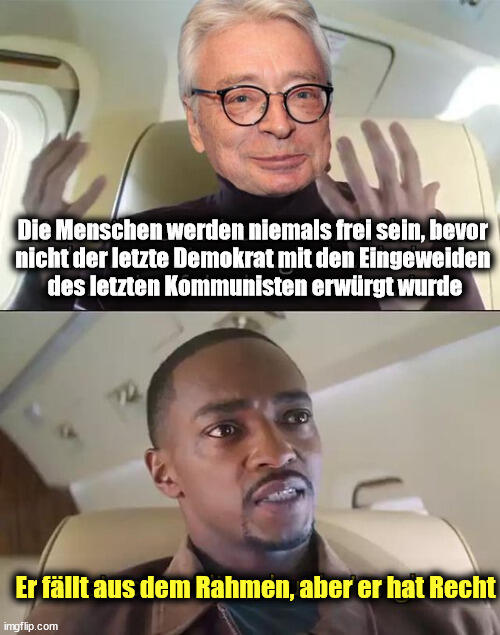 Die Menschen werden niemals frei sein, bevor
nicht der letzte Demokrat mit den Eingeweiden
des letzten Kommunisten erwürgt wurde
Er fällt aus dem Rahmen, aber er hat Recht
imgflip.com